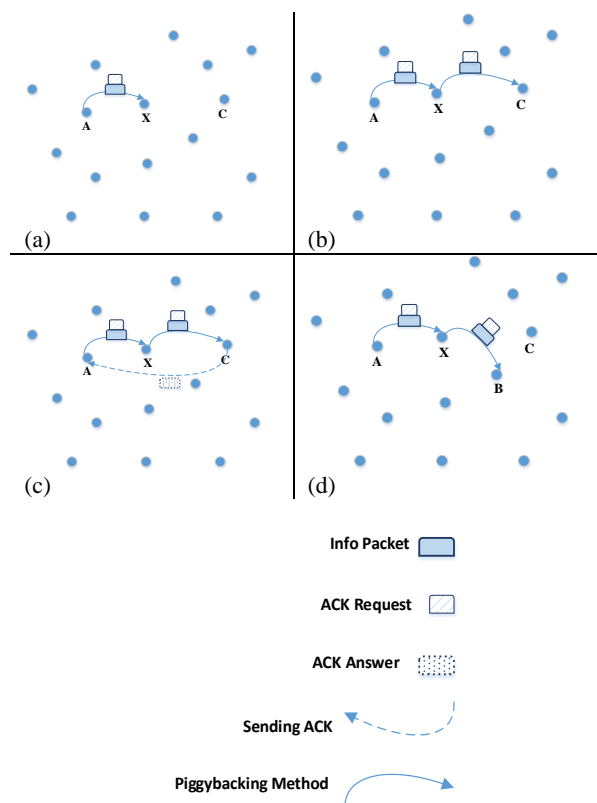 A
X
C
(a)
A
X
C
(b)
A
X
C
(c)
A
X
C
B
(d)
Info Packet
ACK Request
ACK Answer
Sending ACK
Piggybacking Method